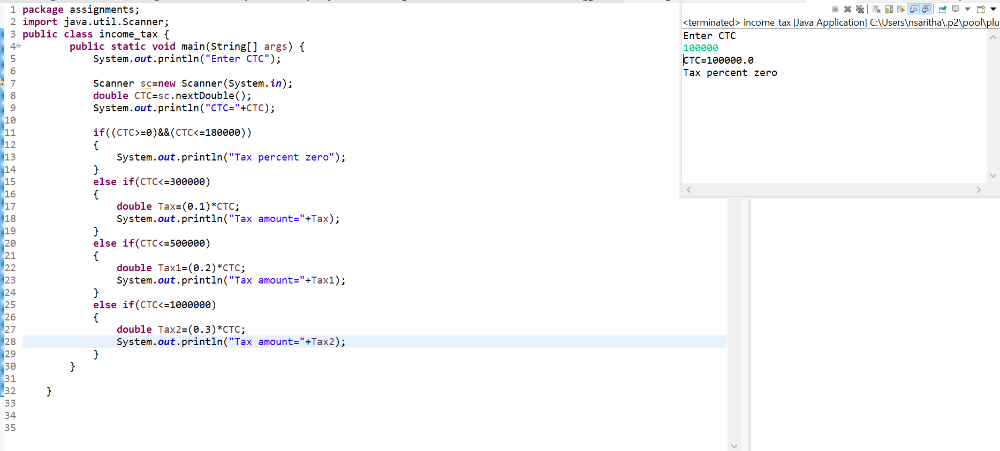 1 package assignments;
2 import java.util.Scanner;
3 public class income_tax {
4 public static void main(String[] args) {
5 System.out.println("Enter CTC");
6
7 Scanner sc=new Scanner(System.in);
8 double CTC=sc.nextDouble();
9 System.out.println("CTC="+CTC);
10
11 if((CTC>=0)&&(CTC<=180000))
12 {
13 System.out.println("Tax percent zero");
14 }
15 else if(CTC<=300000)
16 {
17 double Tax=(0.1)*CTC;
18 System.out.println("Tax amount="+Tax);
19 }
20 else if(CTC<=500000)
21 {
22 double Tax1=(0.2)*CTC;
23 System.out.println("Tax amount="+Tax1);
24 }
25 else if(CTC<=1000000)
26 {
27 double Tax2=(0.3)*CTC;
28 System.out.println("Tax amount="+Tax2);
29 }
30 }
31
32 }
33
34
35
<terminated> income_tax [Java Application] C:\Users\nsaritha\.p2\pool\plu
Enter CTC
100000
CTC=100000.0
Tax percent zero